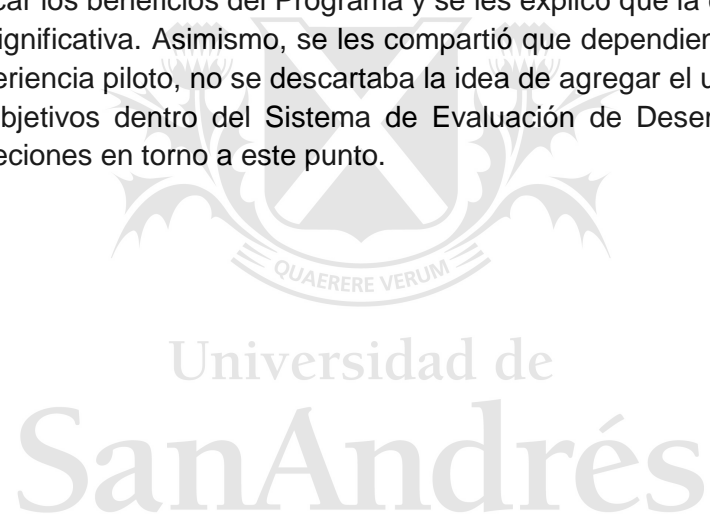 car los beneficios del Programa y se les explicó que la
ignificativa. Asimismo, se les compartió que dependien
eriencia piloto, no se descartaba la idea de agregar el u
bjetivos dentro del Sistema de Evaluación de Deser
eciones en torno a este punto.
QUAERERE VERUM
Universidad de
SanAndrés